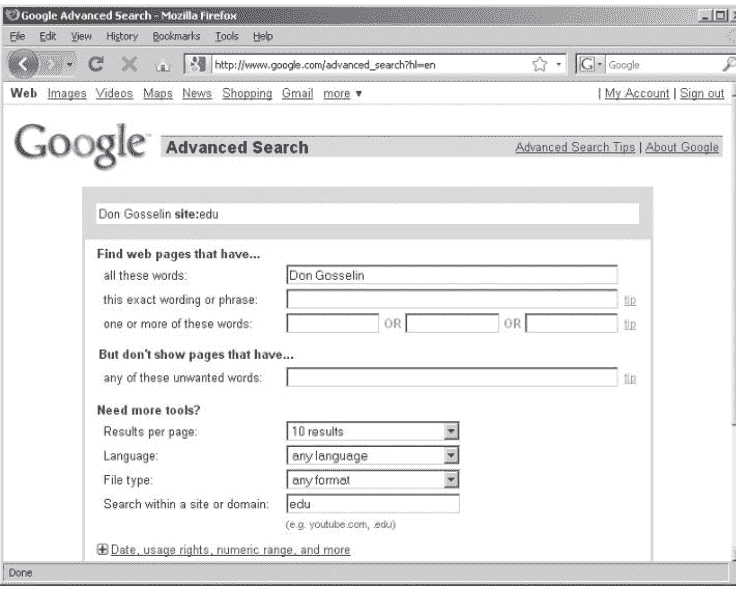 Google Advanced Search - Mozilla Firefox
File Edit View History Bookmarks Tools Help
http://www.google.com/advanced_search?hl=en Google
Web Images Videos Maps News Shopping Gmail more ▼ | My Account | Sign out
Google Advanced Search Advanced Search Tips | About Google
Don Gosselin site:edu
Find web pages that have...
all these words: Don Gosselin
this exact wording or phrase: tip
one or more of these words: OR OR tip
But don't show pages that have...
any of these unwanted words: tip
Need more tools?
Results per page: 10 results
Language: any language
File type: any format
Search within a site or domain: edu
(e.g. youtube.com, .edu)
Date, usage rights, numeric range, and more
Done